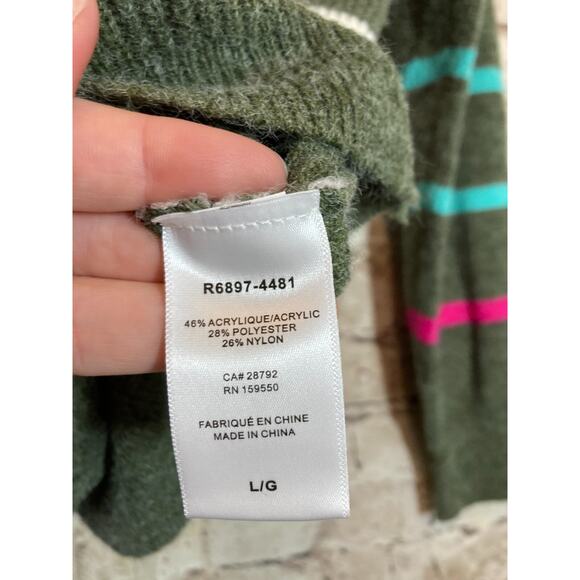 R6897-4481
46% ACRYLIQUE/ACRYLIC
28% POLYESTER
26% NYLON
CA# 28792
RN 159550
FABRIQUÉ EN CHINE
MADE IN CHINA
L/G